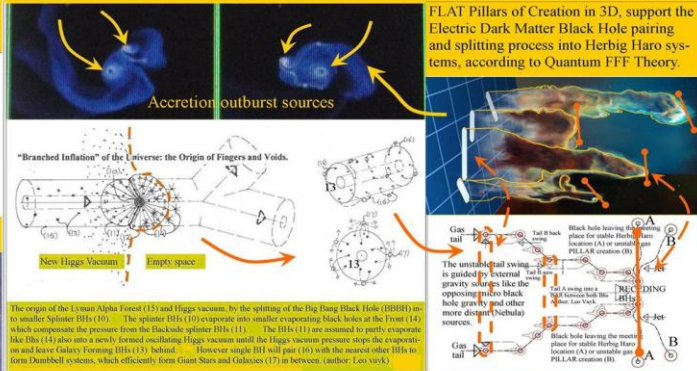 FLAT Pillars of Creation in 3D, support the
Electric Dark Matter Black Hole pairing
and splitting process into Herbig Haro sys-
tems, according to Quantum FFF Theory.
Accretion outburst sources
"Branched Inflation" of the Universe: the Origin of Fingers and Voids.
(10)
(16)
13
(15)
(11)
(14)
13
New Higgs Vacuum
Empty space
Gas
tail
Tail B back
swing.
Black hole leaving the meeting
place for stable Herbig Haro
location (A) or unstable gas
PILLAR creation (B).
A
B
The unstable tail swing
is guided by external
gravity sources like the
opposing micro black
hole gravity and other
more distant (Nebula)
sources.
Tail A swing into a
BAR between both Bhs
Author: Leo Vuyk.
RECEDING
BHs
Jet
Jet
Gas
tail
Black hole leaving the meeting
place for stable Herbig Haro
location (A) or unstable gas
PILLAR creation (B).
B
A
The origin of the Lyman Alpha Forest (15) and Higgs vacuum, by the splitting of the Big Bang Black Hole (BBBH) in-
to smaller Splinter BHs (10). The splinter BHs (10) evaporate into smaller evaporating black holes at the Front (14)
which compensate the pressure from the Backside splinter BHs (11). The BHs (11) are assumed to partly evaporate
like Bhs (14) also into a newly formed oscillating Higgs vacuum untill the Higgs vacuum pressure stops the evaporati-
on and leave Galaxy Forming BHs (13) behind. However single BH will pair (16) with the nearest other BHs to
form Dumbbell systems, which efficiently form Giant Stars and Galaxies (17) in between. (author: Leo vuyk)